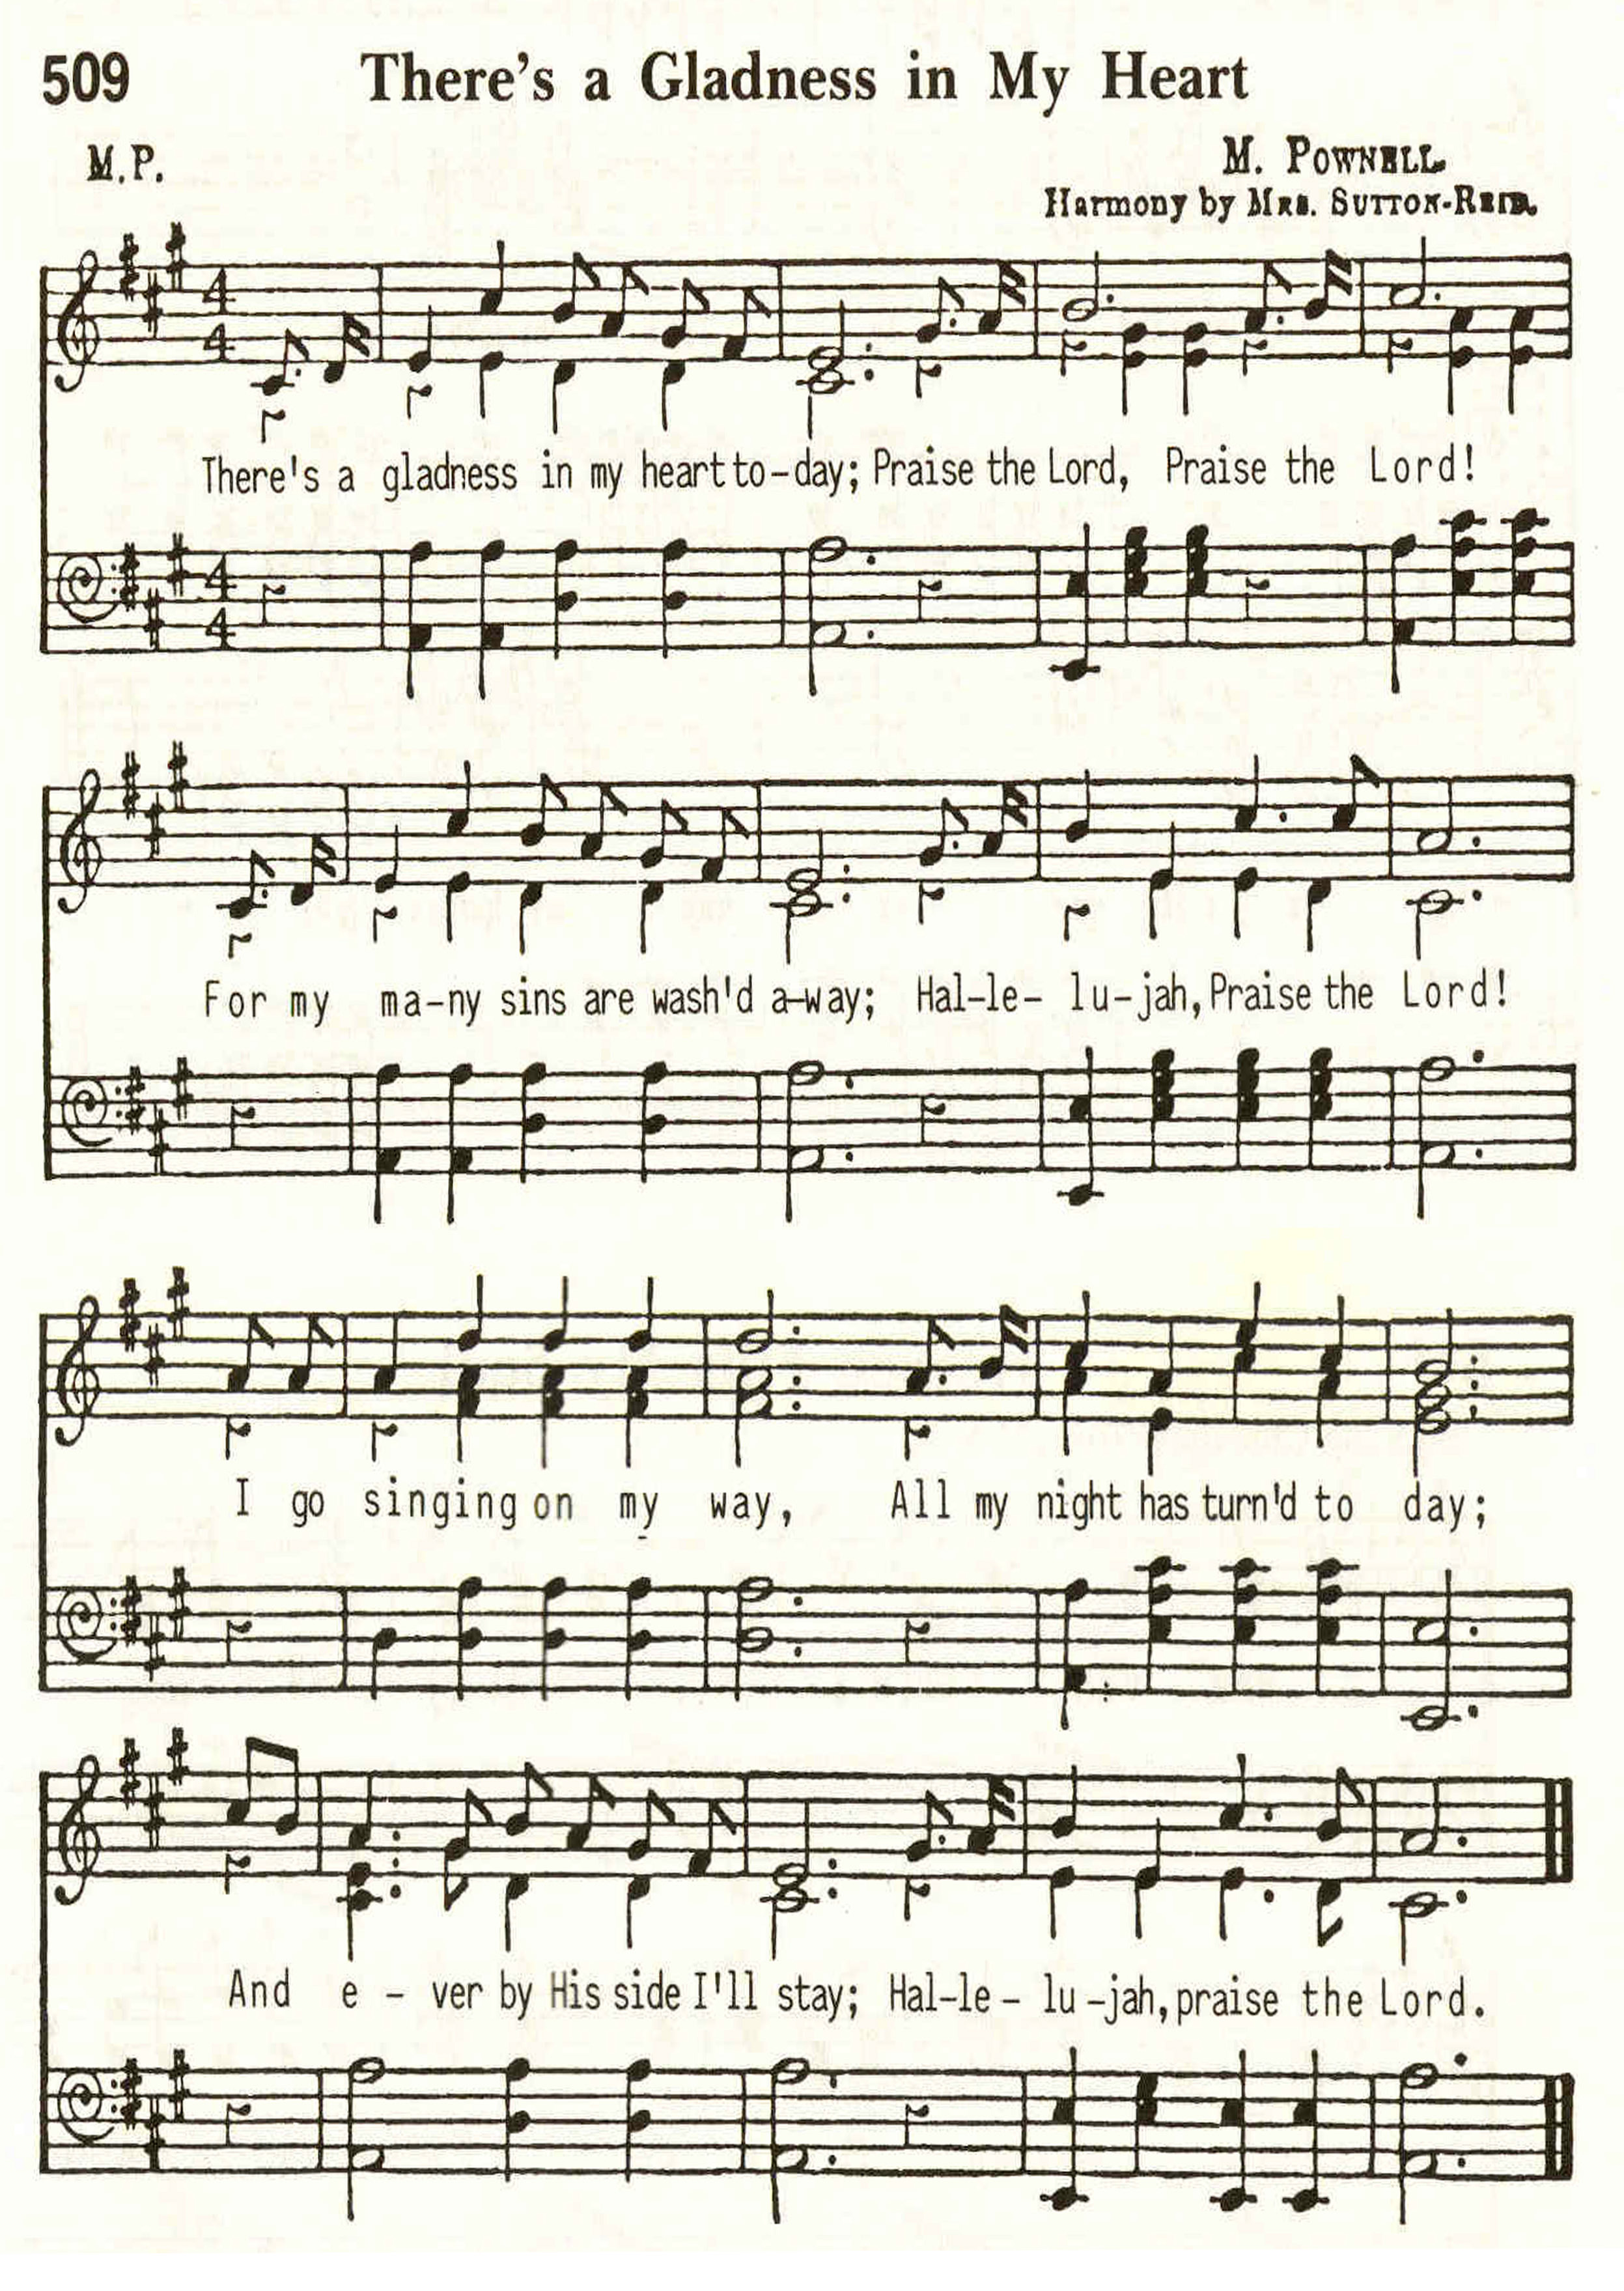 509 There's a Gladness in My Heart
M.P. M. POWNELL
Harmony by MRS. SUTTON-REID.
4 4
There's a gladness in my heart to-day; Praise the Lord, Praise the Lord!
4 4
For my ma-ny sins are wash'd a-way; Hal-le- lu-jah, Praise the Lord!
I go singing on my way, All my night has turn'd to day;
And e - ver by His side I'll stay; Hal-le- lu-jah, praise the Lord.